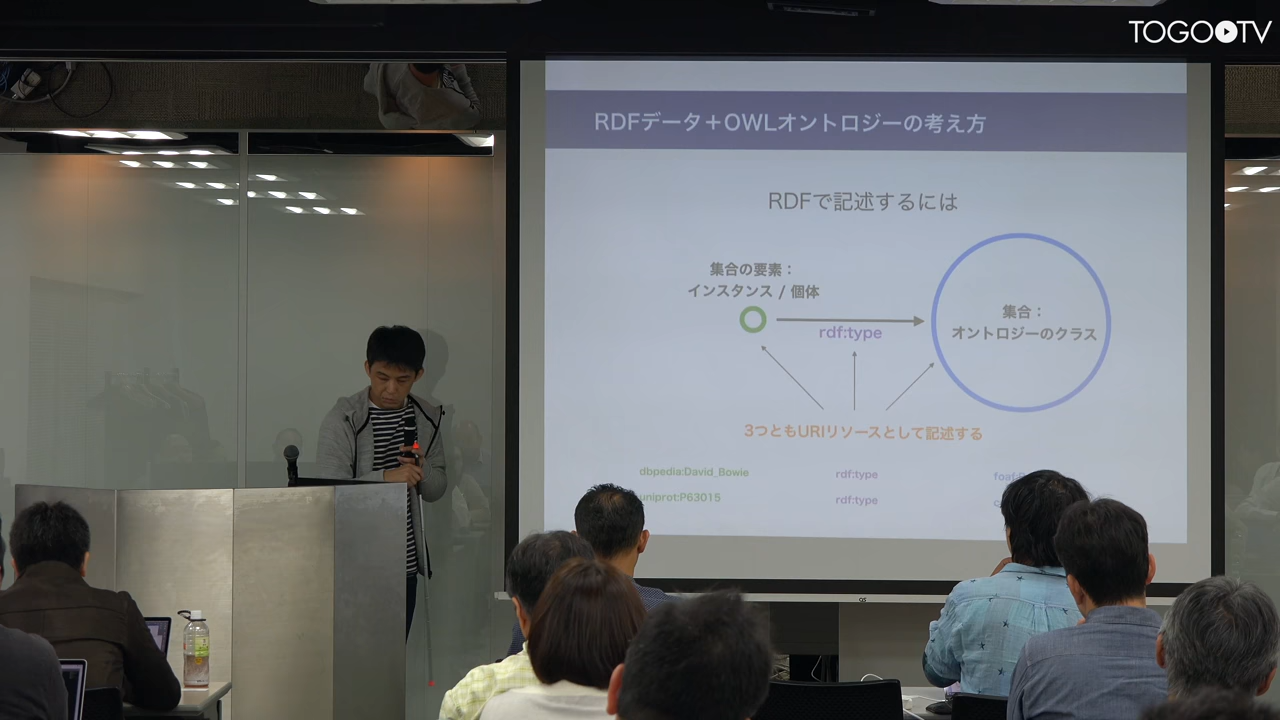 TOGO TV
RDFデータ＋OWLオントロジーの考え方
RDFで記述するには
集合の要素：
インスタンス / 個体
rdf:type
集合：
オントロジーのクラス
3つともURIリソースとして記述する
dbpedia:David_Bowie rdf:type
uniprot:P63015 rdf:type